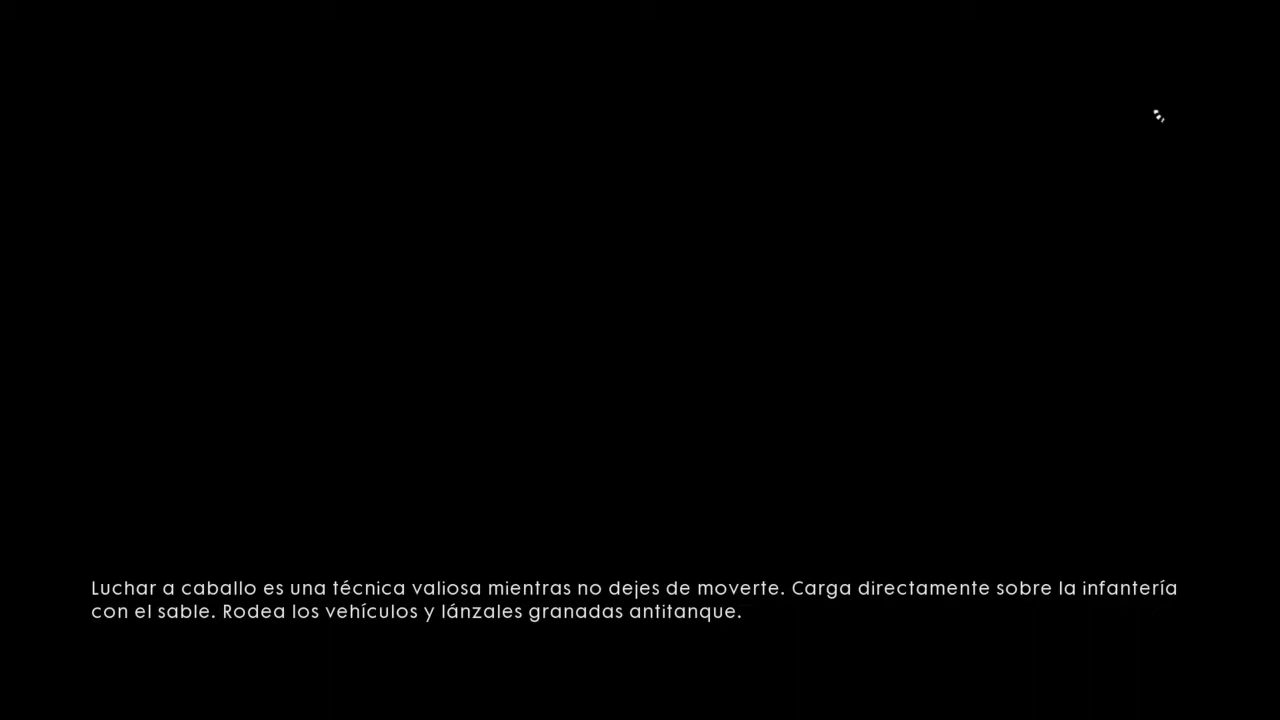 Luchar a caballo es una técnica valiosa mientras no dejes de moverte. Carga directamente sobre la infantería
con el sable. Rodea los vehículos y lánzales granadas antitanque.